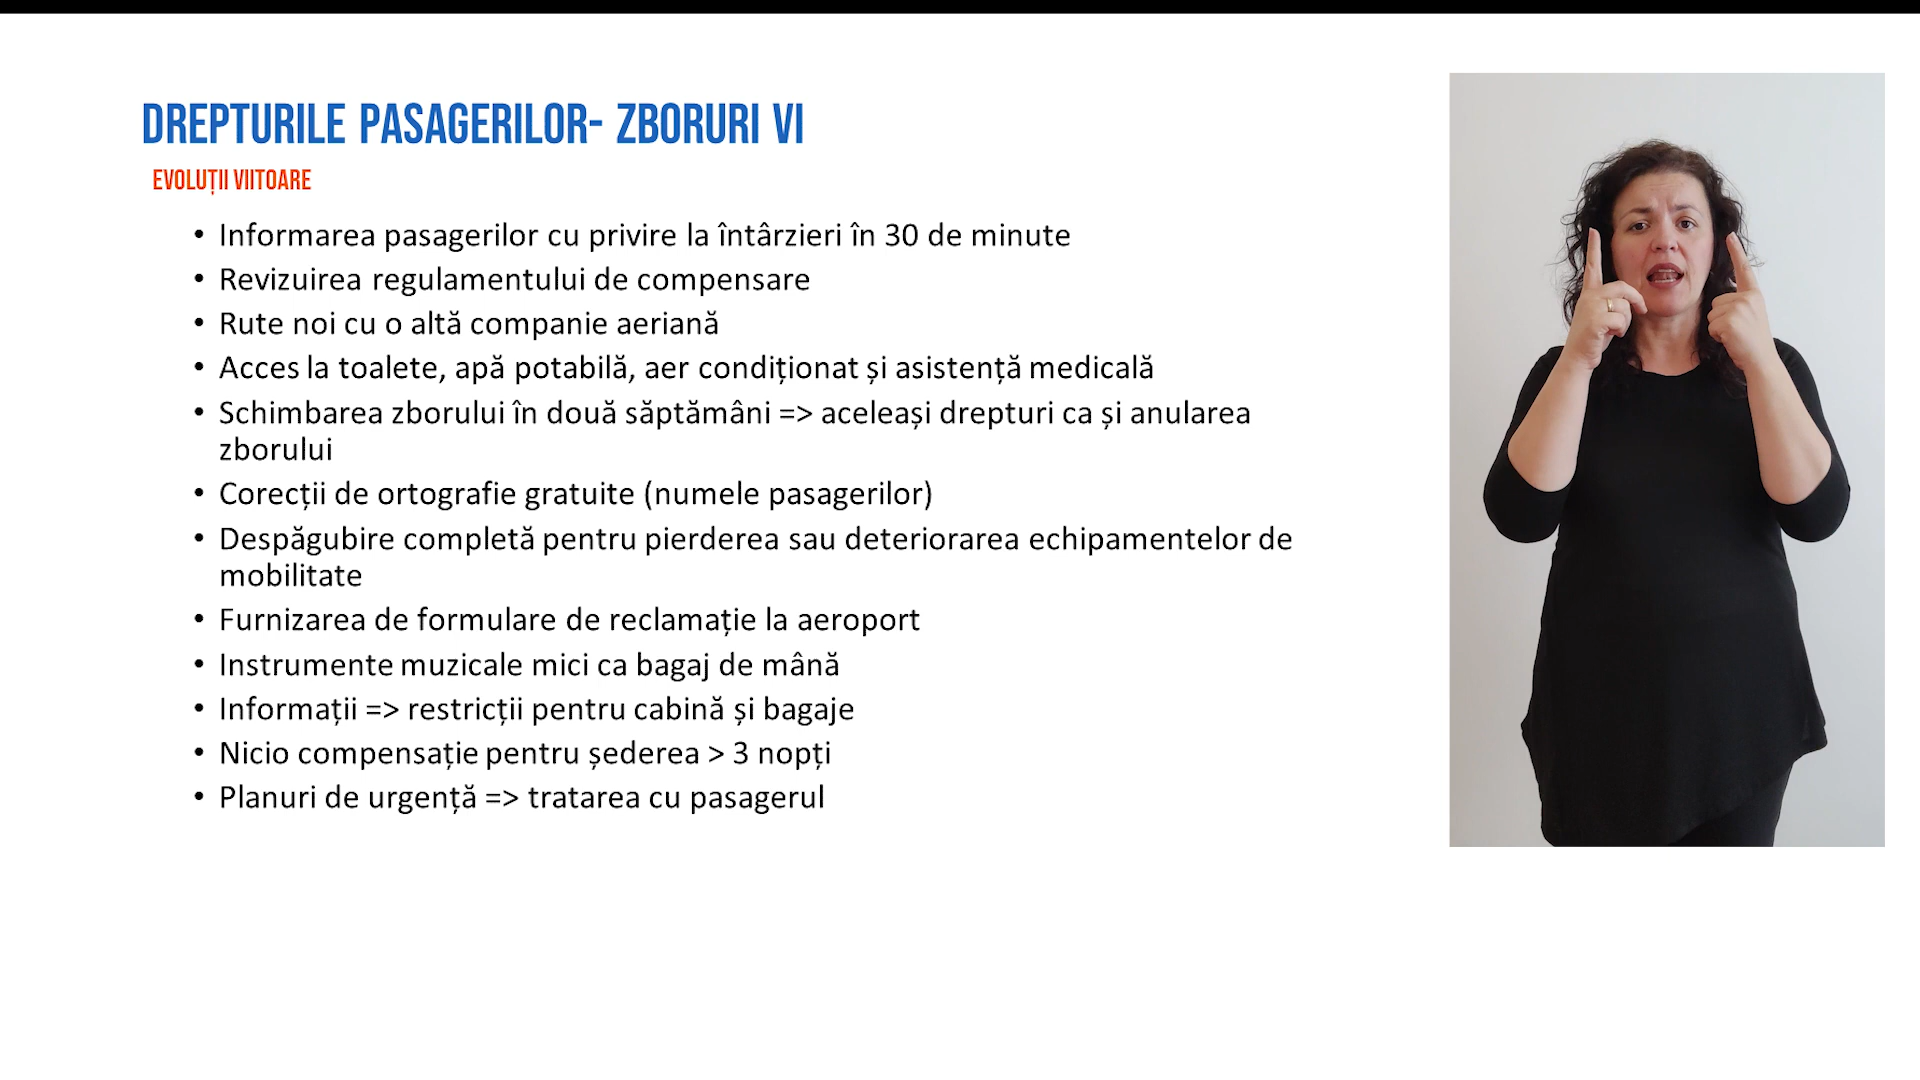 DREPTURILE PASAGERILOR- ZBORURI VI
EVOLUȚII VIITOARE
• Informarea pasagerilor cu privire la întârzieri în 30 de minute
• Revizuirea regulamentului de compensare
• Rute noi cu o altă companie aeriană
• Acces la toalete, apă potabilă, aer condiționat și asistență medicală
• Schimbarea zborului în două săptămâni => aceleași drepturi ca și anularea
zborului
• Corecții de ortografie gratuite (numele pasagerilor)
• Despăgubire completă pentru pierderea sau deteriorarea echipamentelor de
mobilitate
• Furnizarea de formulare de reclamație la aeroport
• Instrumente muzicale mici ca bagaj de mână
• Informații => restricții pentru cabină și bagaje
• Nicio compensație pentru șederea > 3 nopți
• Planuri de urgență => tratarea cu pasagerul